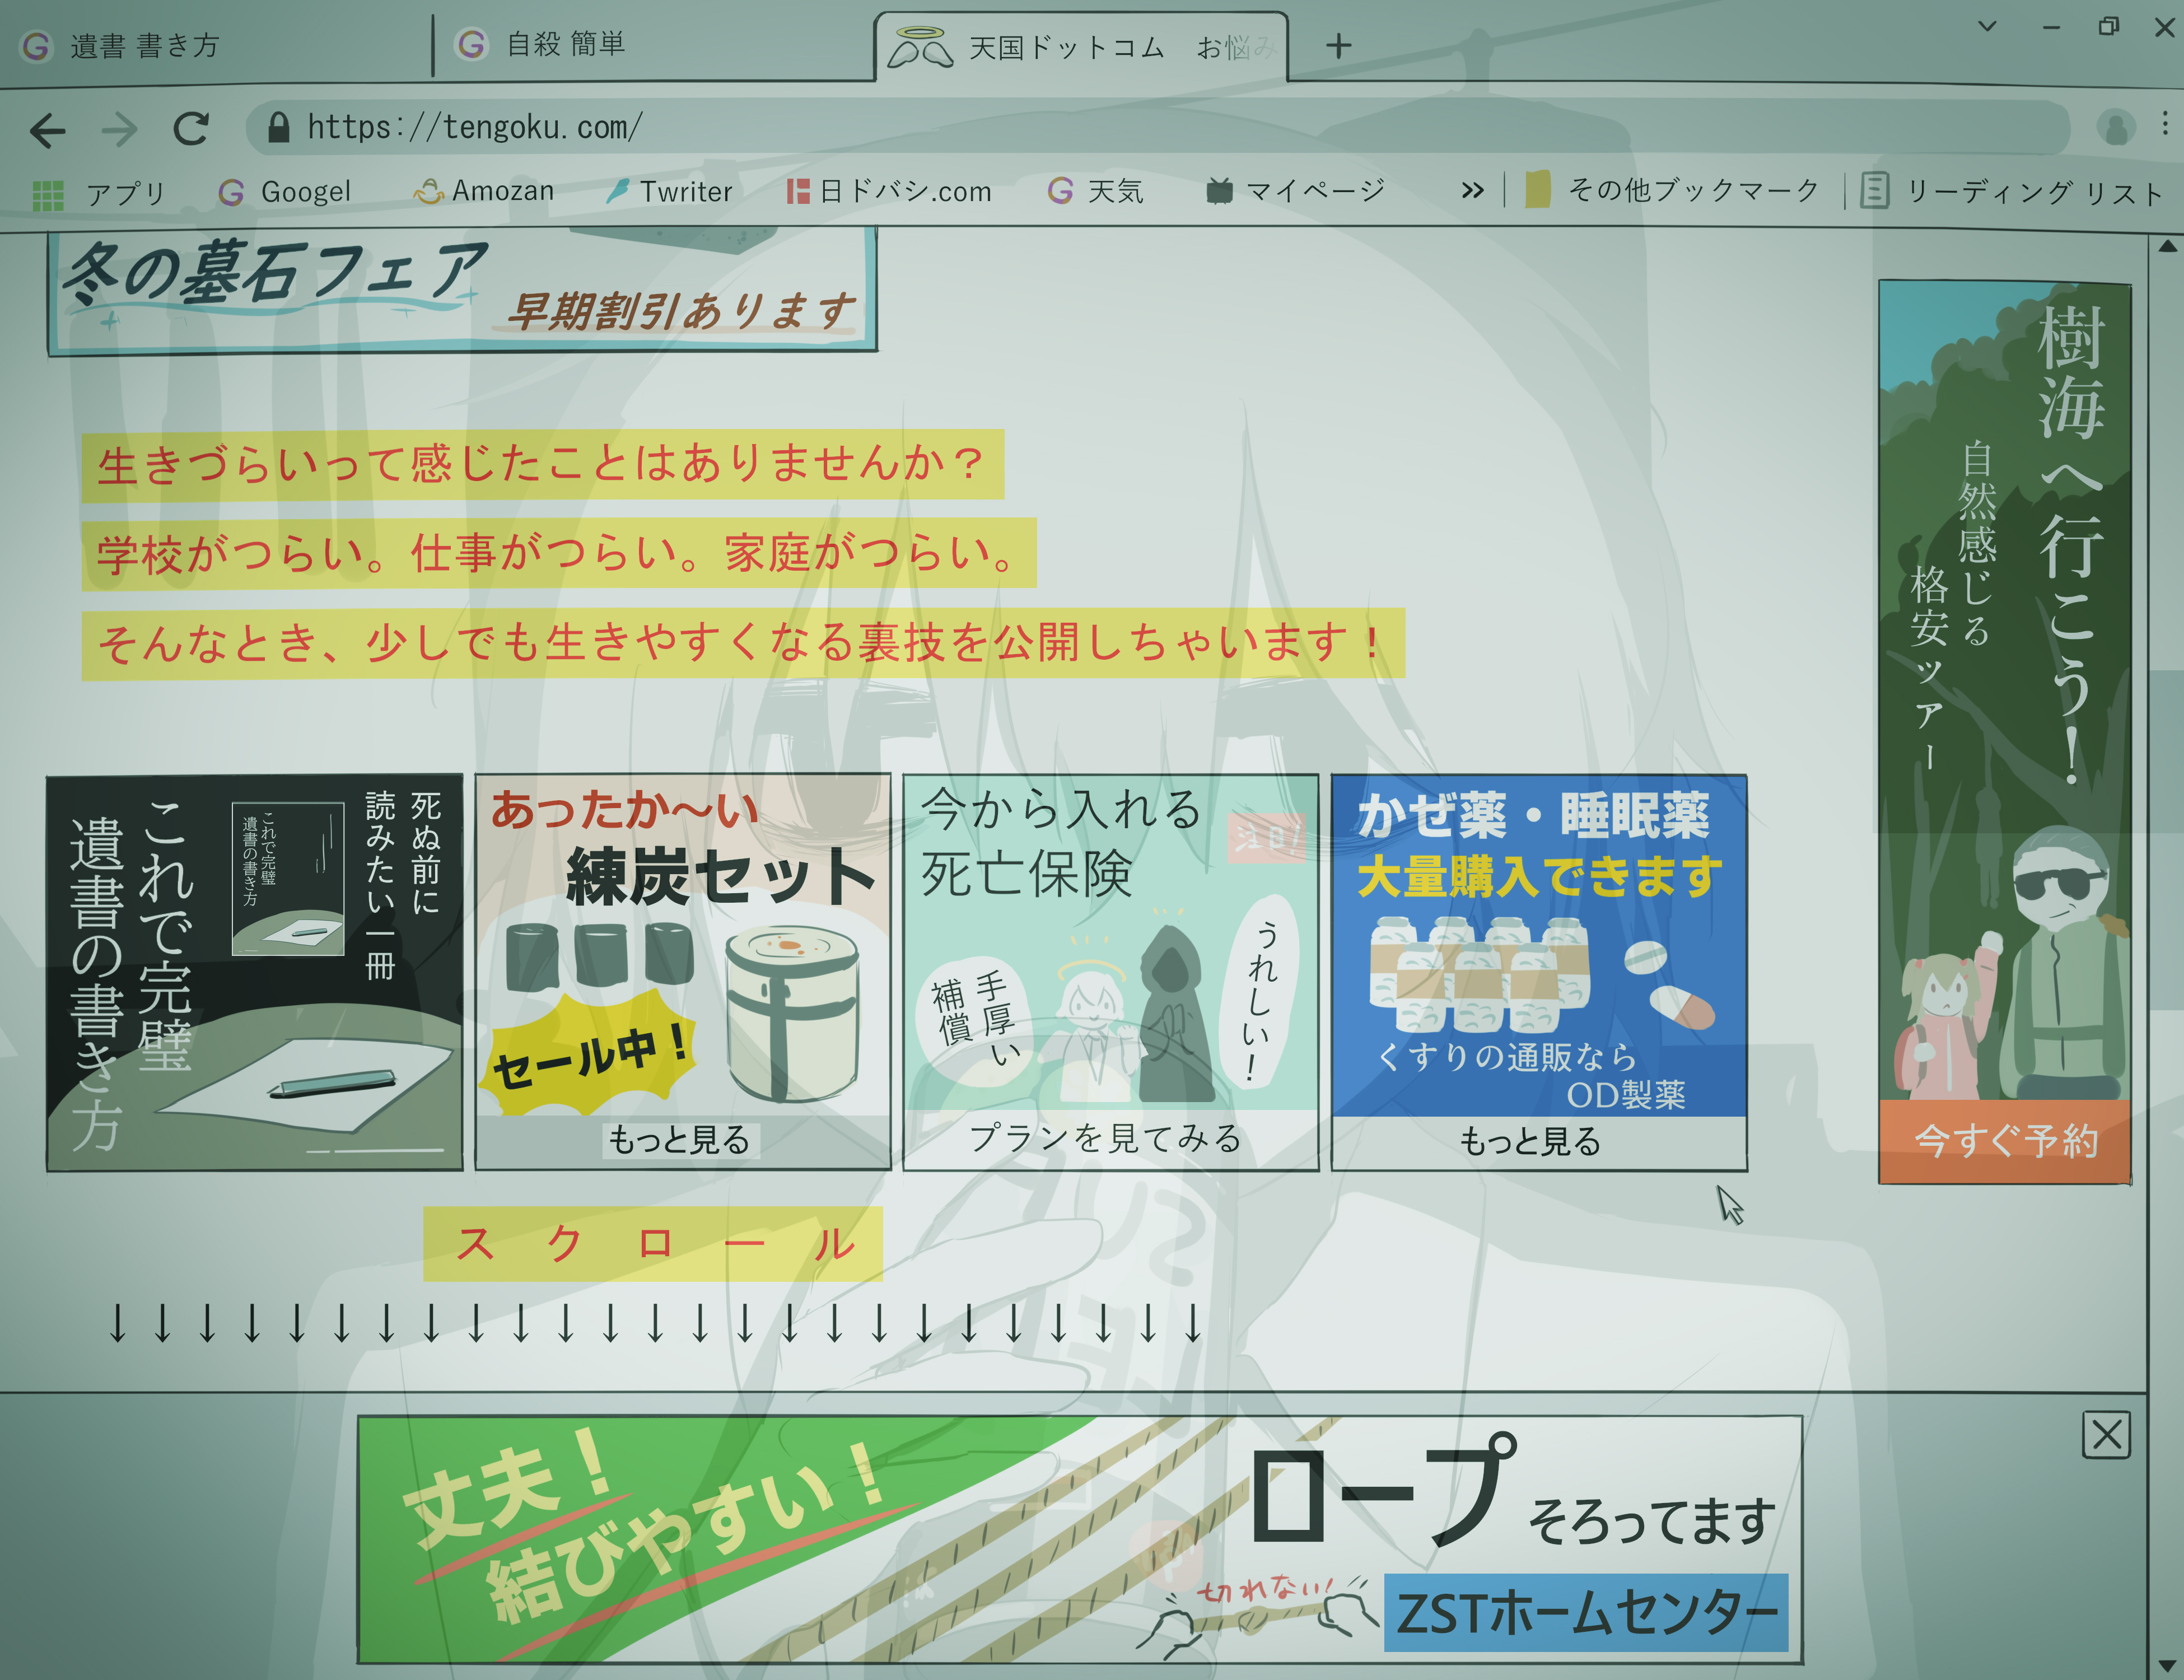 遺書 書き方
自殺 簡単
天国ドットコム お悩み
https://tengoku.com/
アプリ
Googel
Amozan
Twriter
日ドバシ.com
天気
マイページ
その他ブックマーク
リーディング リスト
冬の墓石フェア
早期割引あります
生きづらいって感じたことはありませんか？
学校がつらい。仕事がつらい。家庭がつらい。
そんなとき、少しでも生きやすくなる裏技を公開しちゃいます！
樹海へ行こう！
自然感じる
格安ツアー
今すぐ予約
死ぬ前に
読みたい一冊
これで完璧
遺書の書き方
これで完璧
遺書の書き方
あったか〜い
練炭セット
セール中！
もっと見る
今から入れる
死亡保険
注目！
手厚い
補償
うれしい！
プランを見てみる
かぜ薬・睡眠薬
大量購入できます
くすりの通販なら
OD製薬
もっと見る
スクロール
↓↓↓↓↓↓↓↓↓↓↓↓↓↓↓↓↓↓↓↓↓↓↓↓↓
丈夫！
結びやすい！
ロープ そろってます
切れない！
ZSTホームセンター